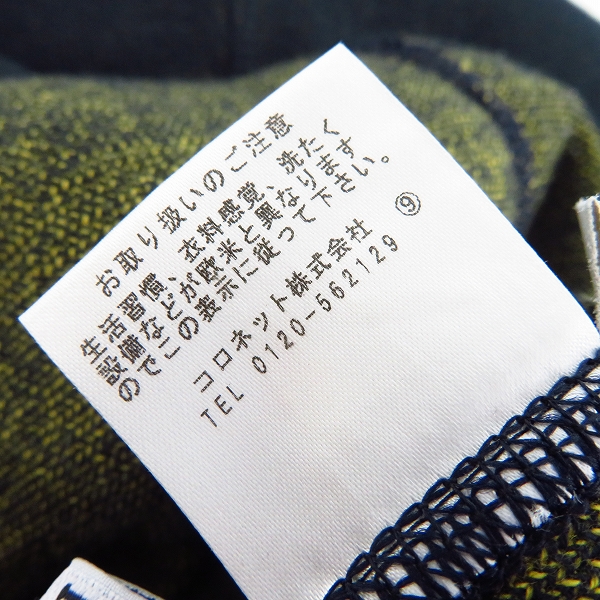 お取り扱いのご注意
生活習慣、衣料感覚、洗たく
設備などが欧米と異なります
のでこの表示に従って下さい。
コロネット株式会社 ⑨
TEL 0120-562129